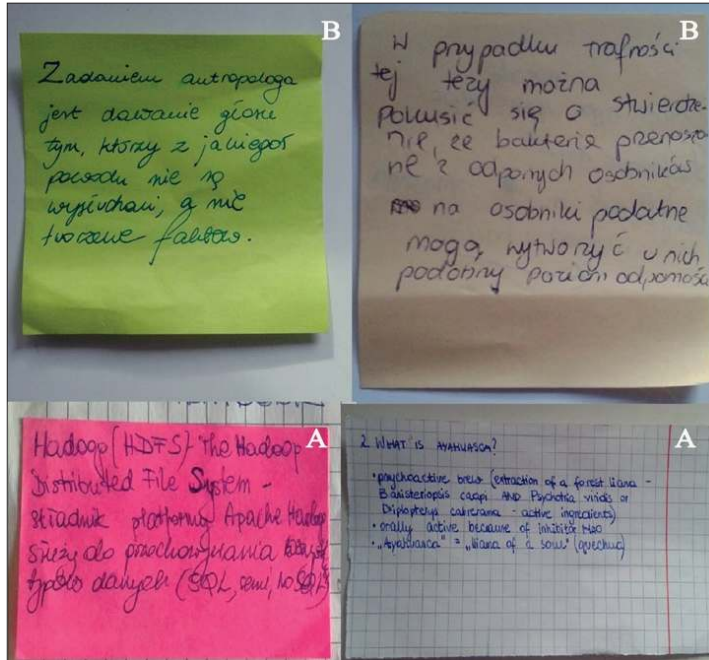 B
Zadaniem antropologa
jest dawanie głosu
tym, którzy z jakiegoś
powodu nie są
wysłuchani, a nie
tworzenie faktów.
B
W przypadku trafności
tej tezy można
pokusić się o stwierdze-
nie, że bakterie przenoszo-
ne z odpornych osobników
na osobniki podatne
mogą wytworzyć u nich
podobny poziom odporności
A
Hadoop (HDFS) - The Hadoop
Distributed File System -
składnik platformy Apache Hadoop
służy do przechowywania
typów danych (SQL, semi, no SQL)
A
2. WHAT IS AYAHUASCA?
• psychoactive brew (extraction of a forest liana -
Banisteriopsis caapi AND Psychotria viridis or
Diplopterys cabrerana - active ingredients)
• orally active because of inhibitor
• "Ayahuasca" = "liana of a soul" (quechua)